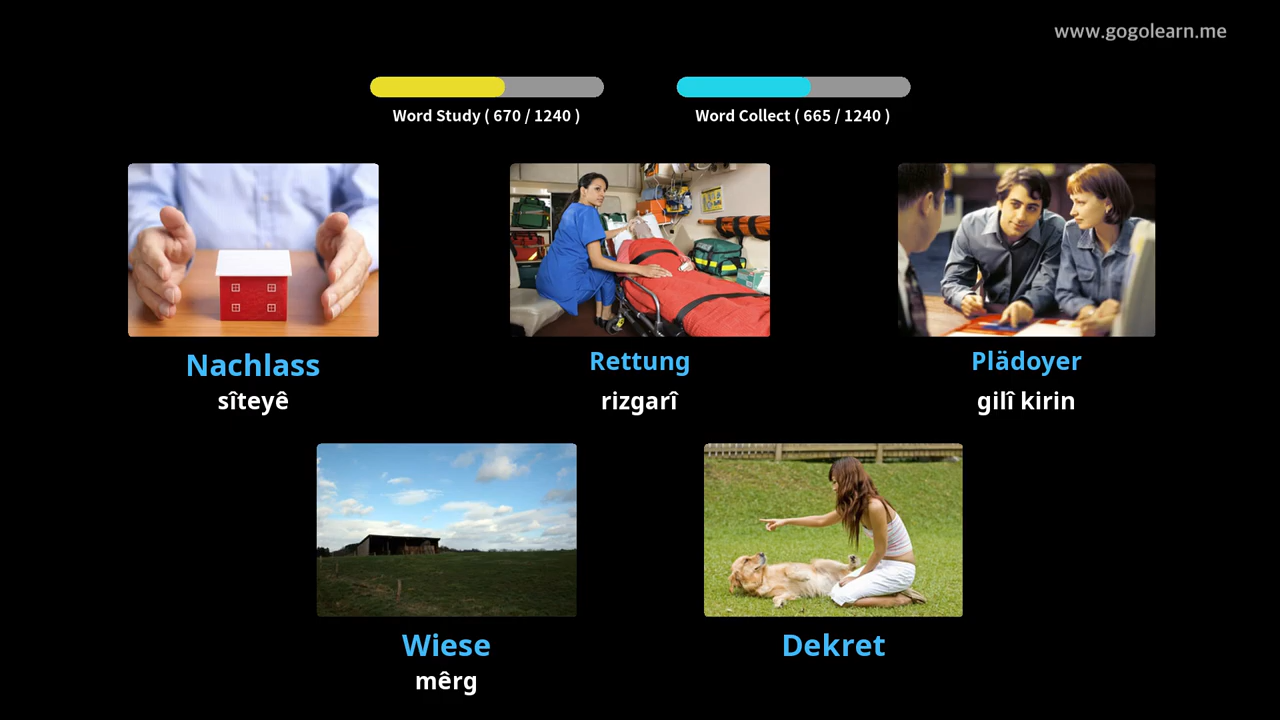 www.gogolearn.me
Word Study ( 670 / 1240 )
Word Collect ( 665 / 1240 )
Nachlass
sîteyê
Rettung
rizgarî
Plädoyer
gilî kirin
Wiese
mêrg
Dekret